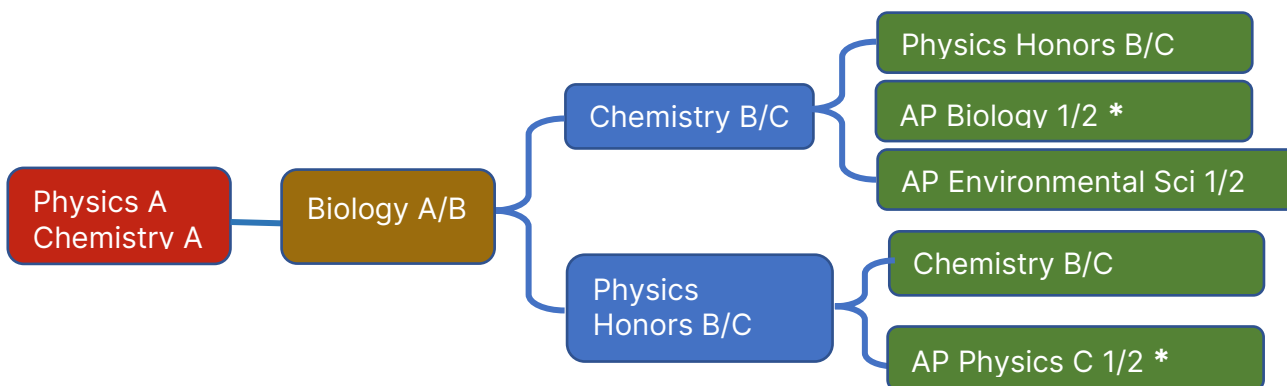 Physics A
Chemistry A
Biology A/B
Chemistry B/C
Physics
Honors B/C
Physics Honors B/C
AP Biology 1/2 *
AP Environmental Sci 1/2
Chemistry B/C
AP Physics C 1/2 *